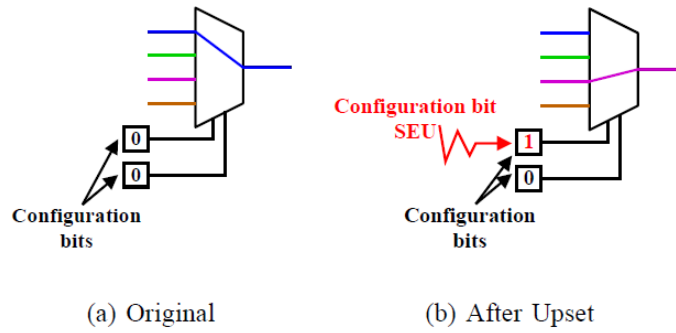 0
0
Configuration
bits
(a) Original
Configuration bit
SEU
1
0
Configuration
bits
(b) After Upset